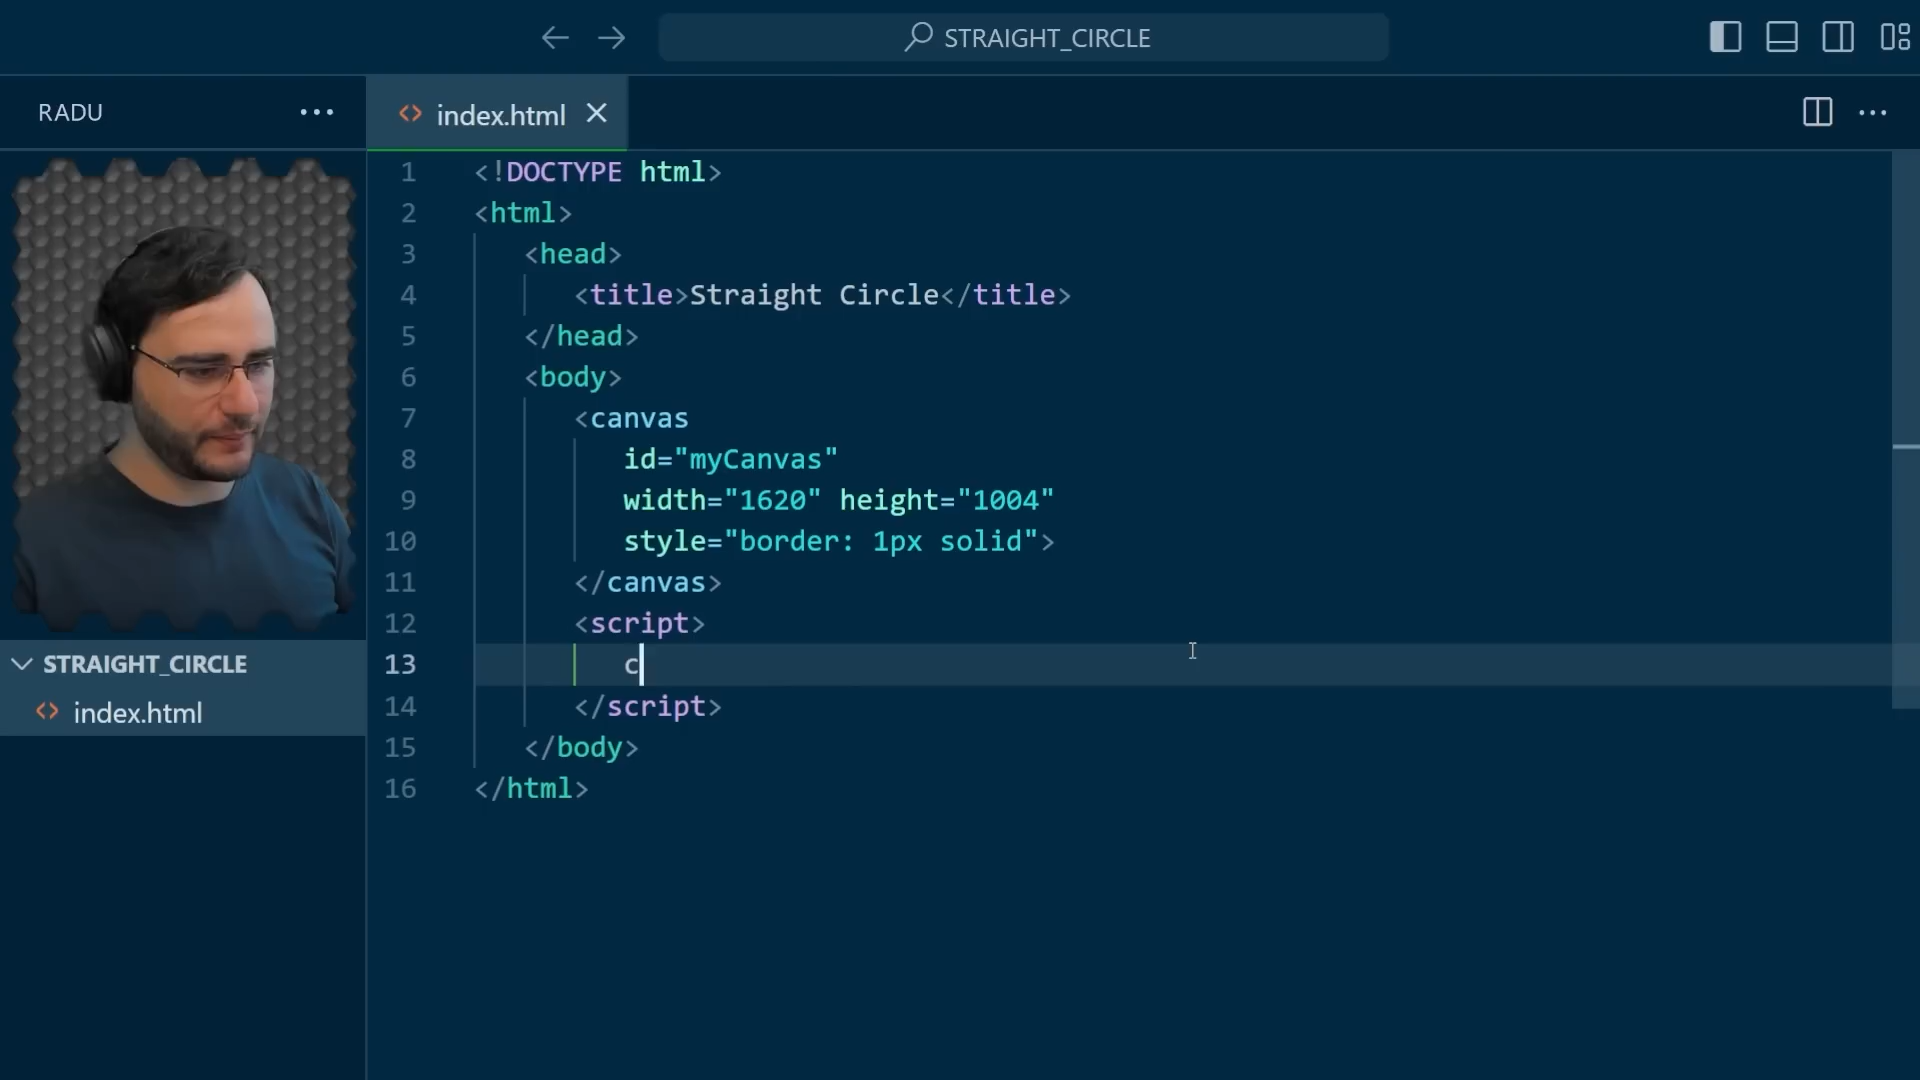 STRAIGHT_CIRCLE
RADU
index.html
1 <!DOCTYPE html>
2 <html>
3 <head>
4 <title>Straight Circle</title>
5 </head>
6 <body>
7 <canvas
8 id="myCanvas"
9 width="1620" height="1004"
10 style="border: 1px solid">
11 </canvas>
12 <script>
13 c
14 </script>
15 </body>
16 </html>
STRAIGHT_CIRCLE
index.html